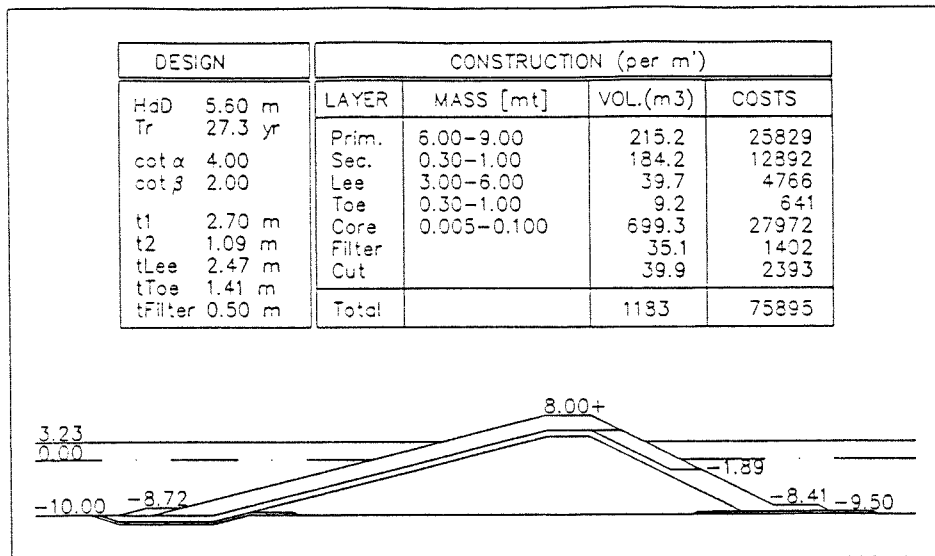 DESIGN
HdD 5.60 m
Tr 27.3 yr
cot α 4.00
cot β 2.00
t1 2.70 m
t2 1.09 m
tLee 2.47 m
tToe 1.41 m
tFilter 0.50 m
CONSTRUCTION (per m')
LAYER MASS [mt] VOL.(m3) COSTS
Prim. 6.00-9.00 215.2 25829
Sec. 0.30-1.00 184.2 12892
Lee 3.00-6.00 39.7 4766
Toe 0.30-1.00 9.2 641
Core 0.005-0.100 699.3 27972
Filter 35.1 1402
Cut 39.9 2393
Total 1183 75895
8.00+
3.23
0.00
-1.89
-10.00 -8.72 -8.41 -9.50